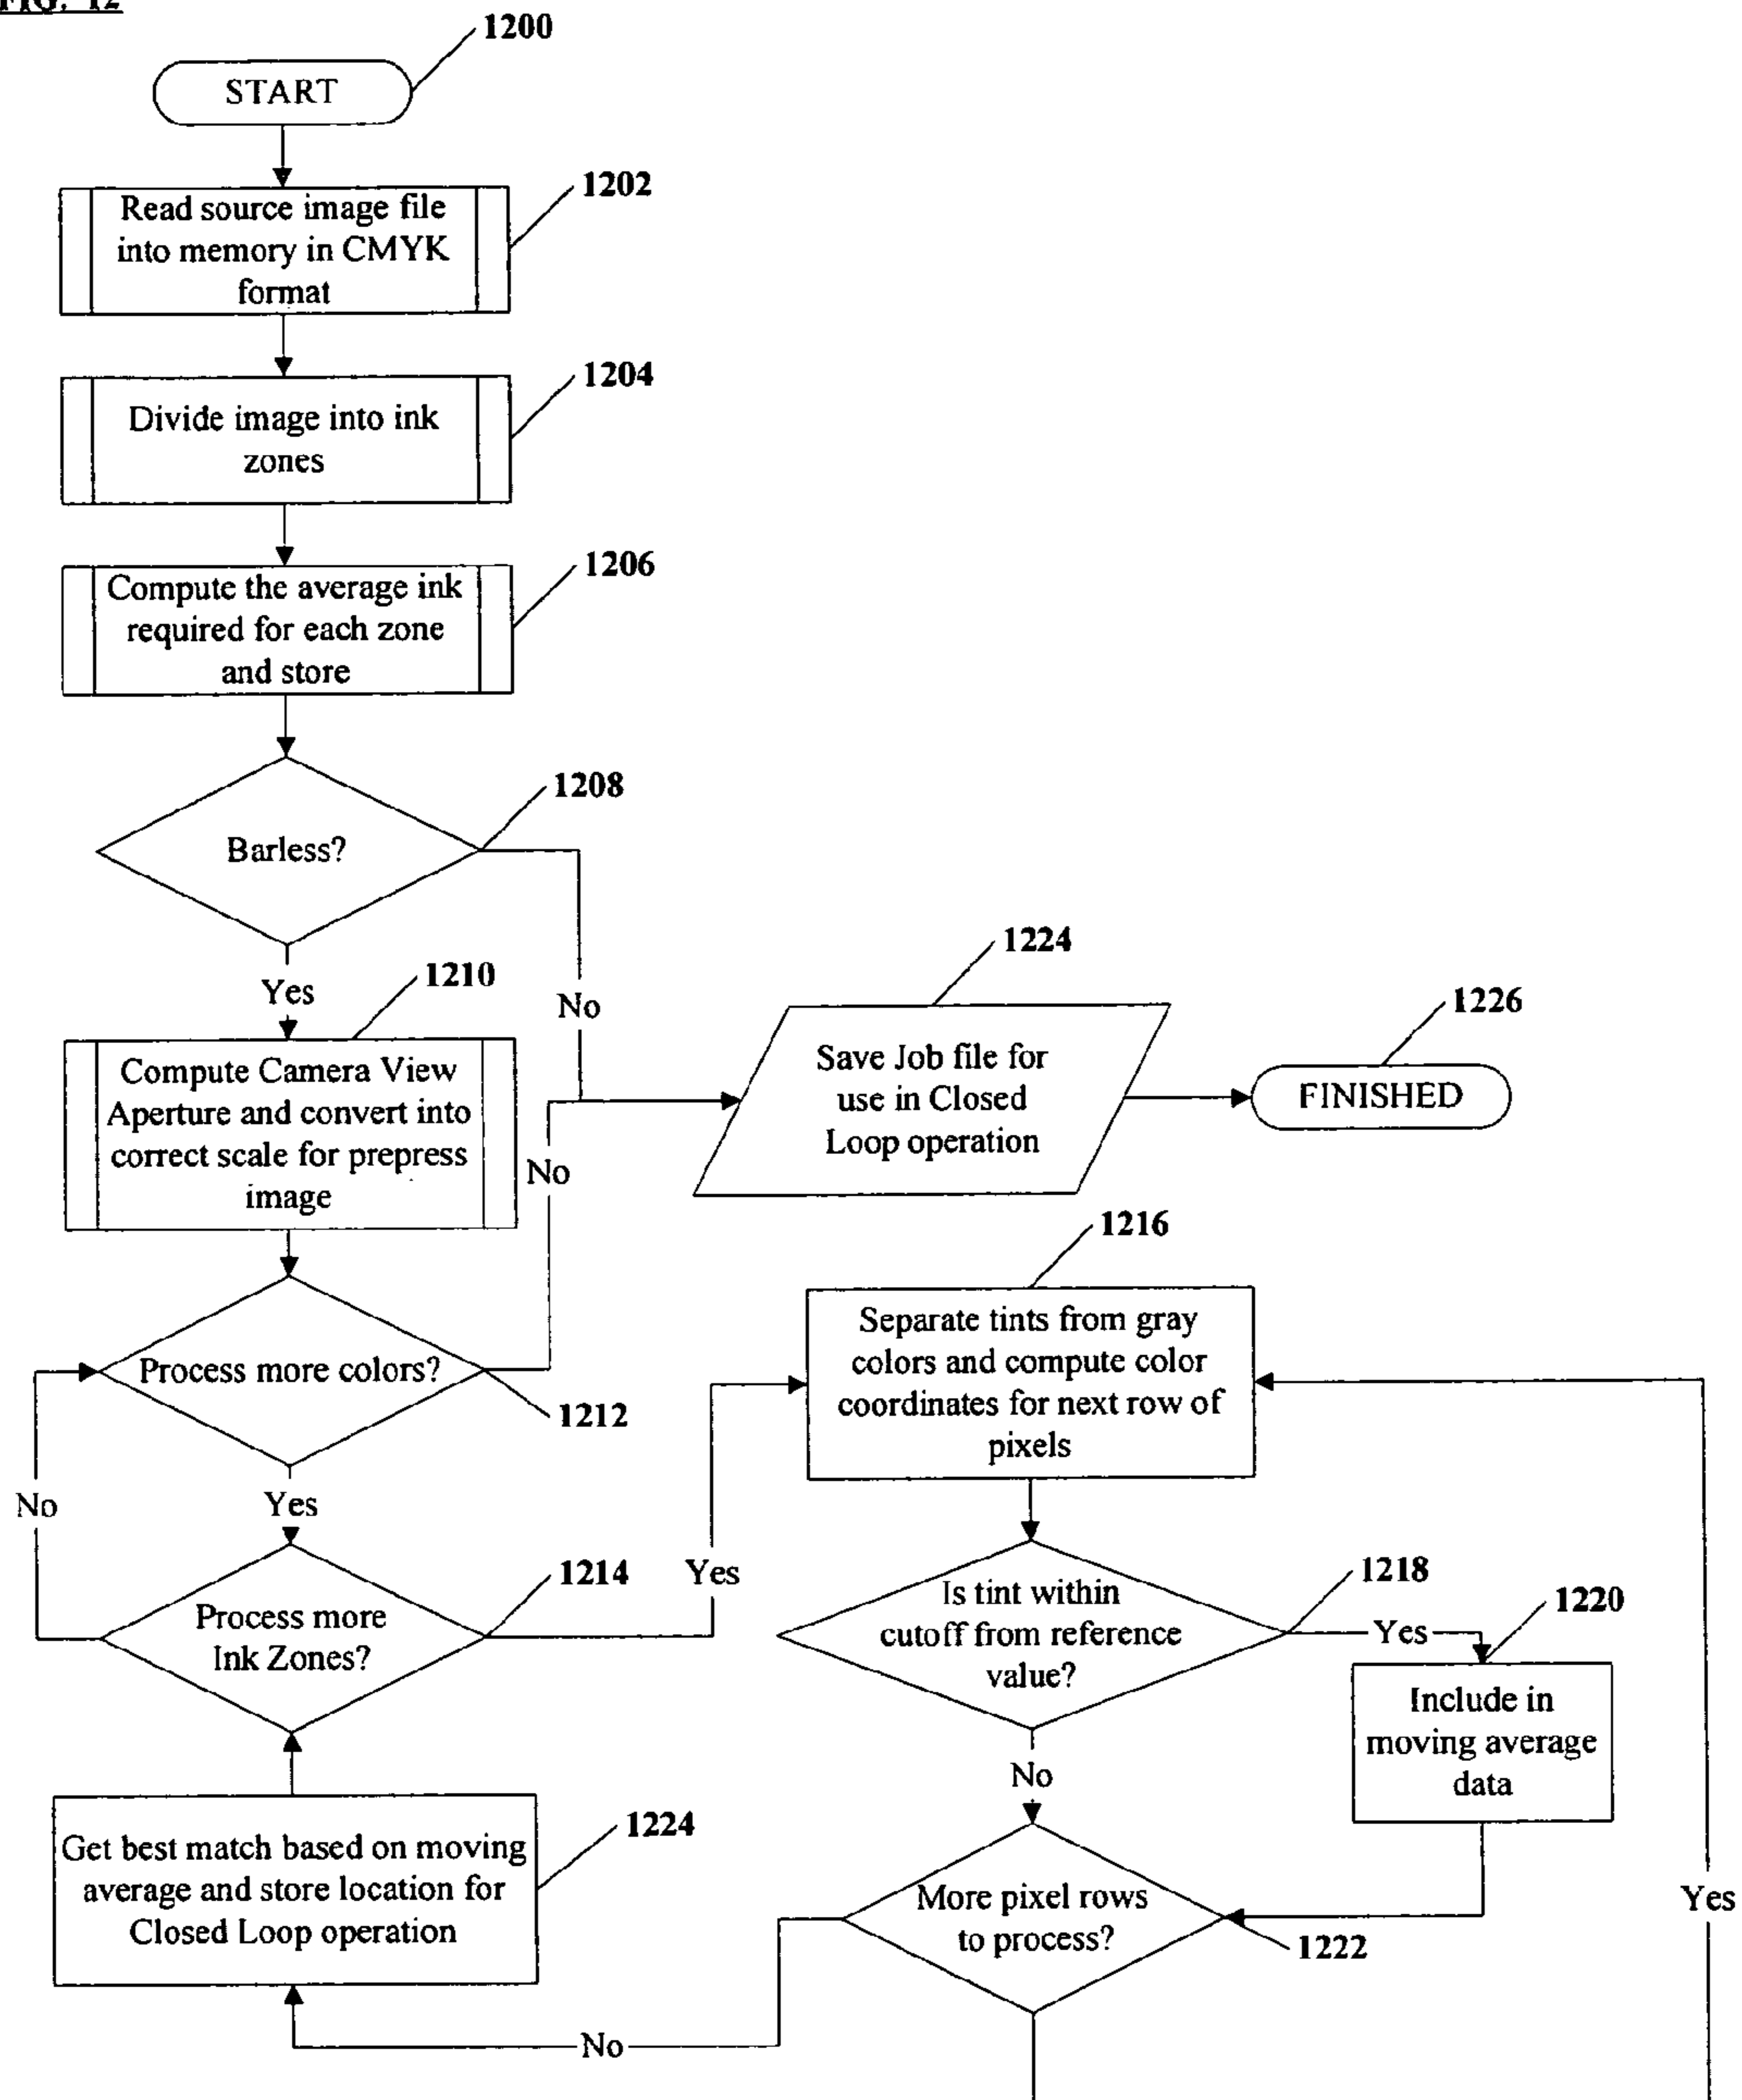 FIG. 12
1200
START
1202
Read source image file
into memory in CMYK
format
1204
Divide image into ink
zones
1206
Compute the average ink
required for each zone
and store
1208
Barless?
Yes
No
1210
Compute Camera View
Aperture and convert into
correct scale for prepress
image
1224
Save Job file for
use in Closed
Loop operation
1226
FINISHED
No
Process more colors?
1212
No
Yes
1214
Process more
Ink Zones?
Yes
1216
Separate tints from gray
colors and compute color
coordinates for next row of
pixels
1218
Is tint within
cutoff from reference
value?
Yes
1220
Include in
moving average
data
No
1224
Get best match based on moving
average and store location for
Closed Loop operation
More pixel rows
to process?
1222
Yes
No